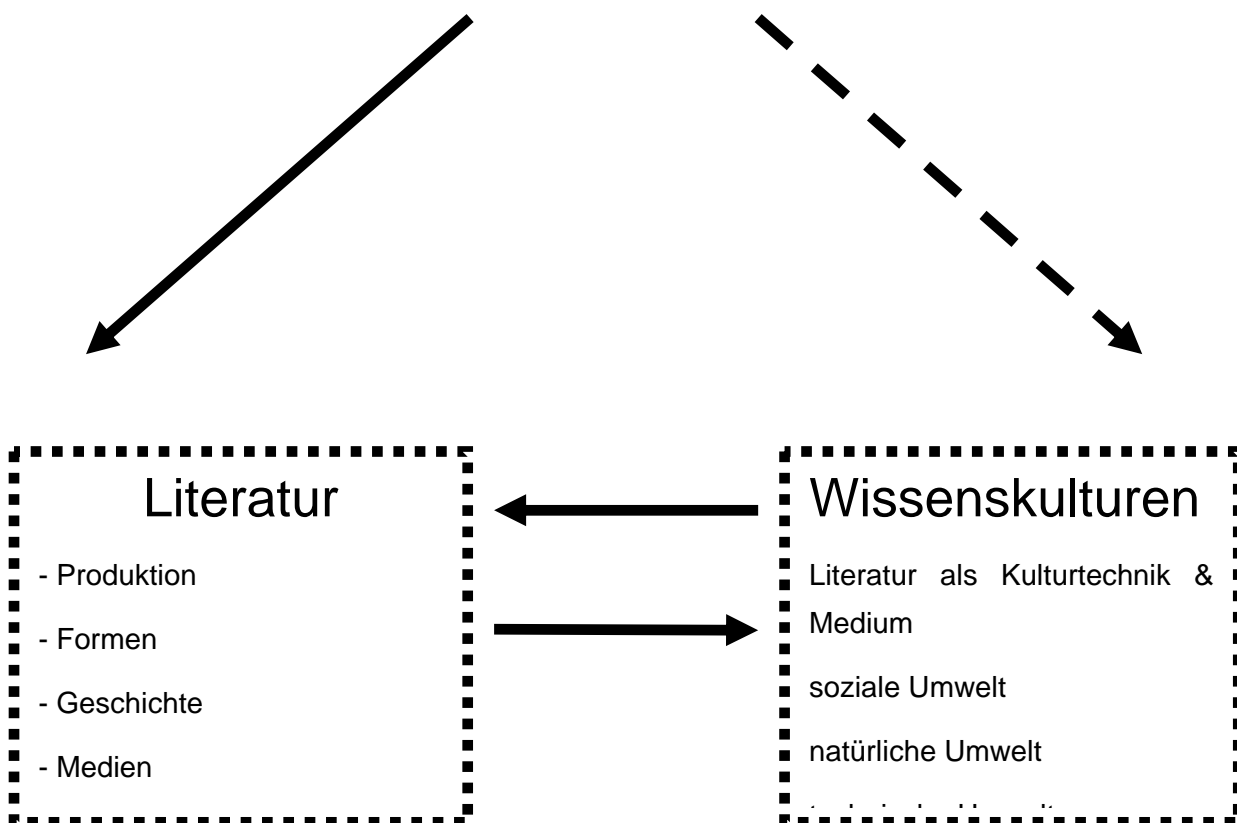 Literatur
- Produktion
- Formen
- Geschichte
- Medien
Wissenskulturen
Literatur als Kulturtechnik &
Medium
soziale Umwelt
natürliche Umwelt